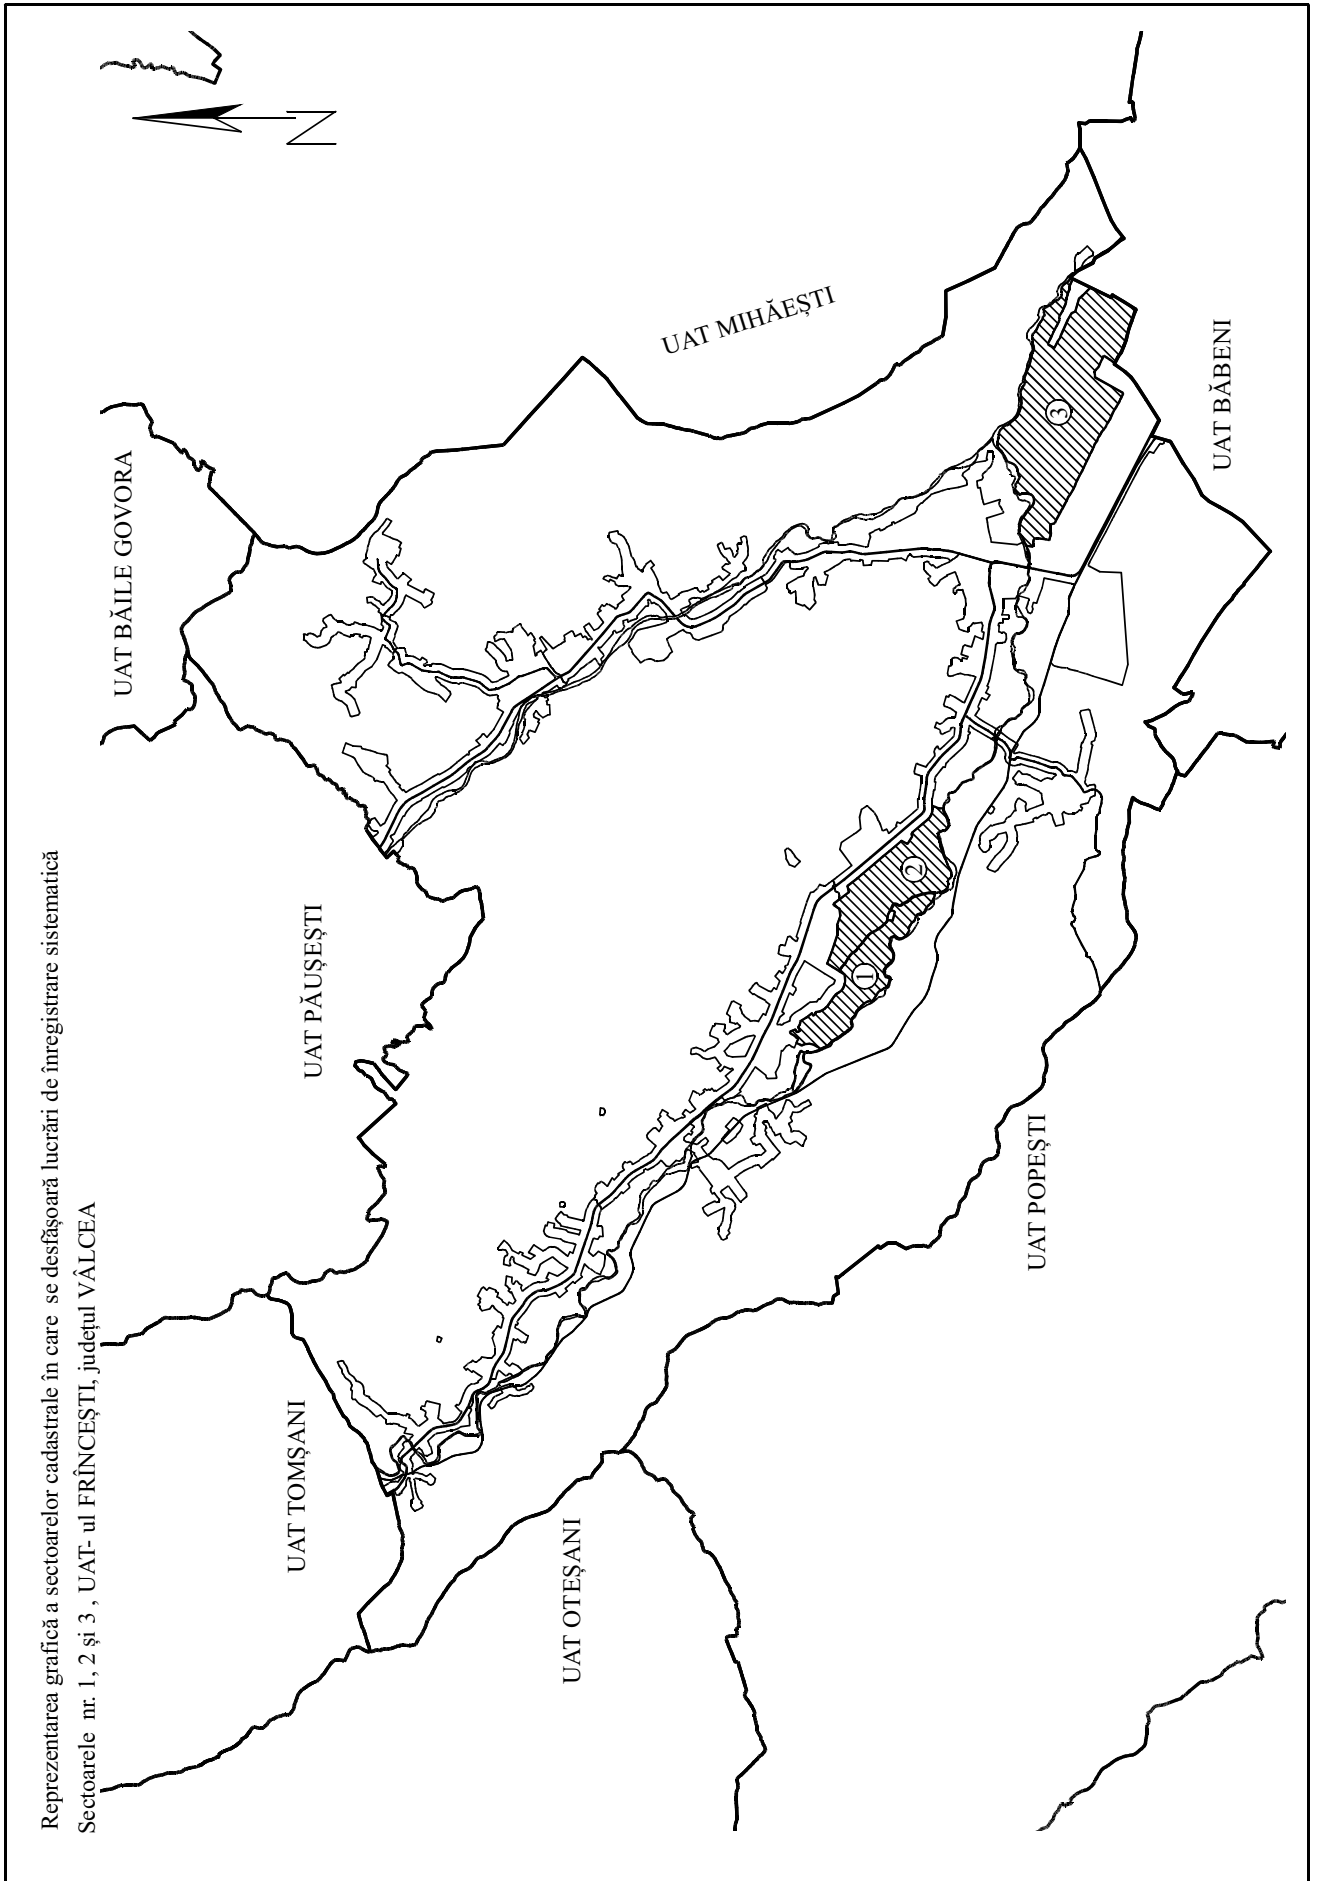 Reprezentarea grafică a sectoarelor cadastrale în care se desfășoară lucrări de înregistrare sistematică
Sectoarele nr. 1, 2 și 3 , UAT- ul FRÎNCEȘTI, județul VÂLCEA
UAT TOMȘANI
UAT PĂUȘEȘTI
UAT BĂILE GOVORA
N
UAT OTEȘANI
UAT MIHĂEȘTI
1
2
3
UAT POPEȘTI
UAT BĂBENI